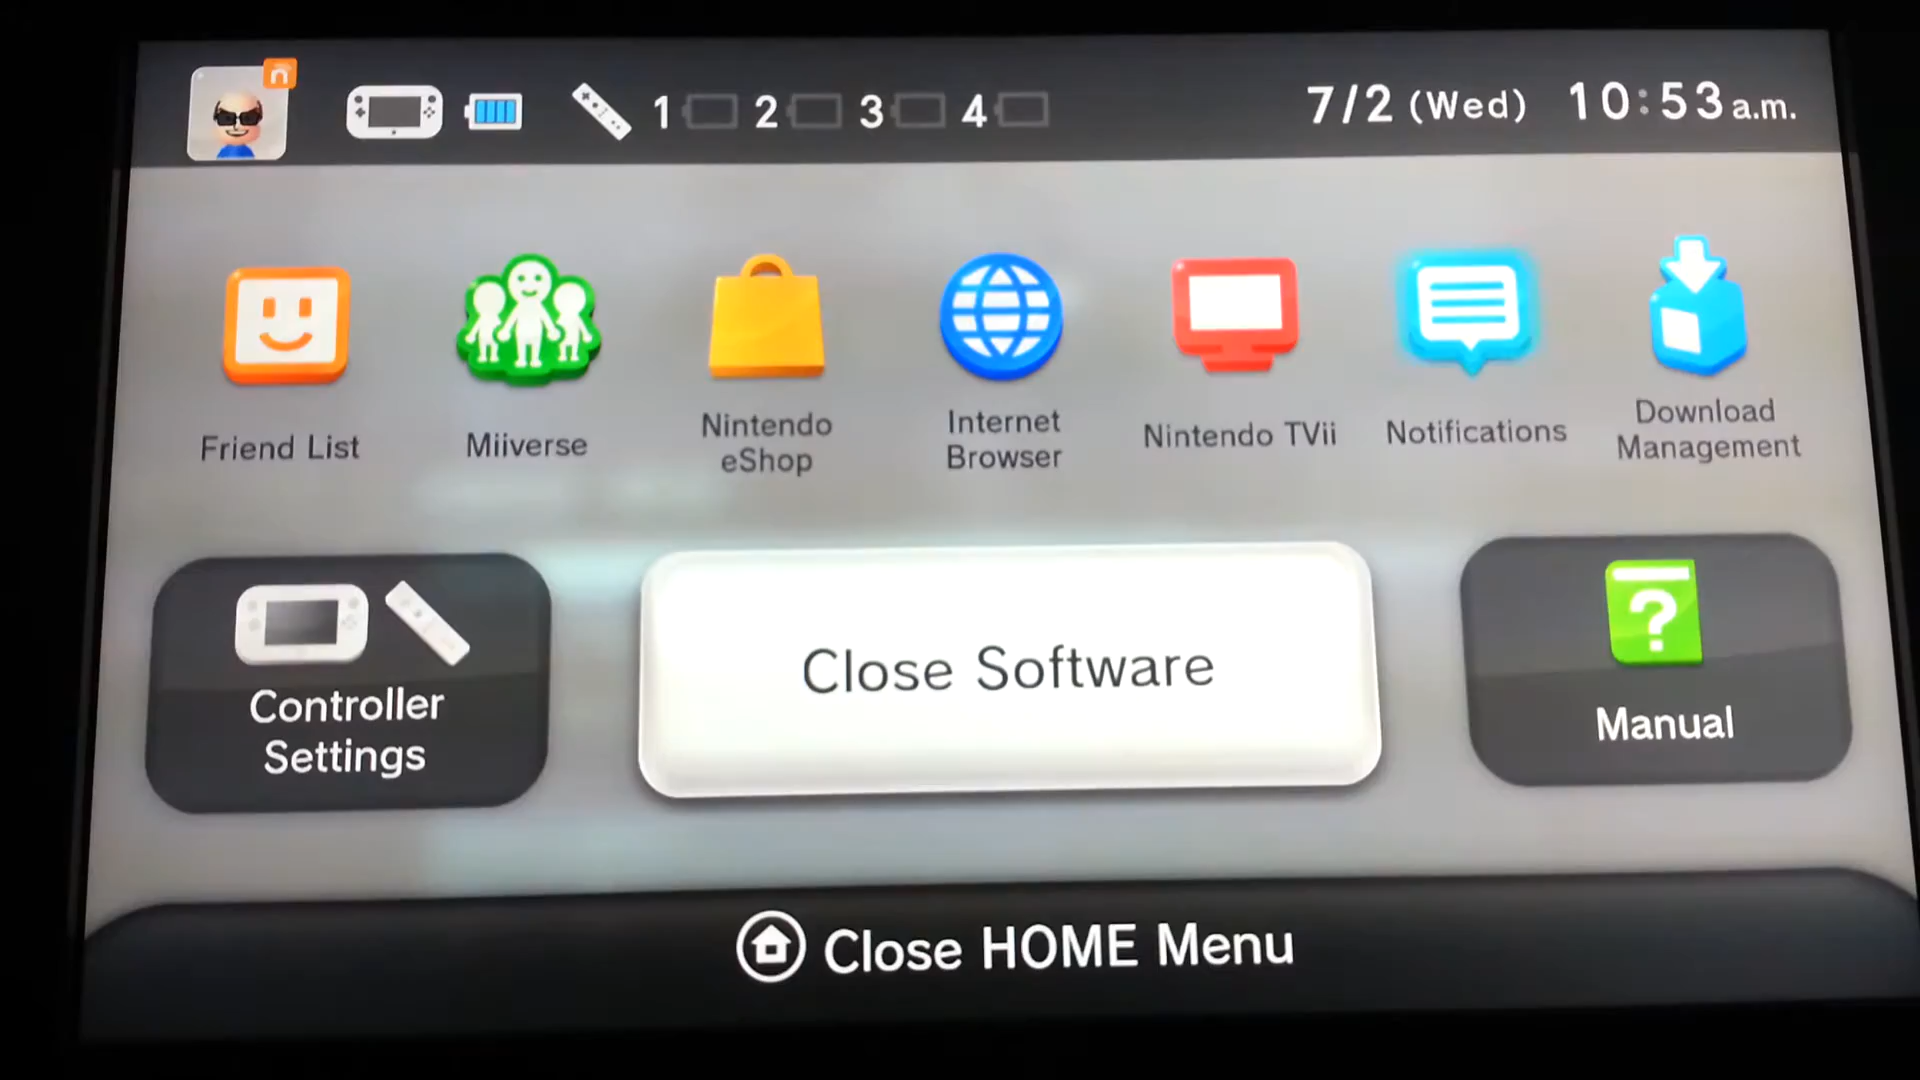 1 2 3 4 7/2 (Wed) 10:53 a.m.
Friend List
Miiverse
Nintendo
eShop
Internet
Browser
Nintendo TVii
Notifications
Download
Management
Controller
Settings
Close Software
?
Manual
Close HOME Menu